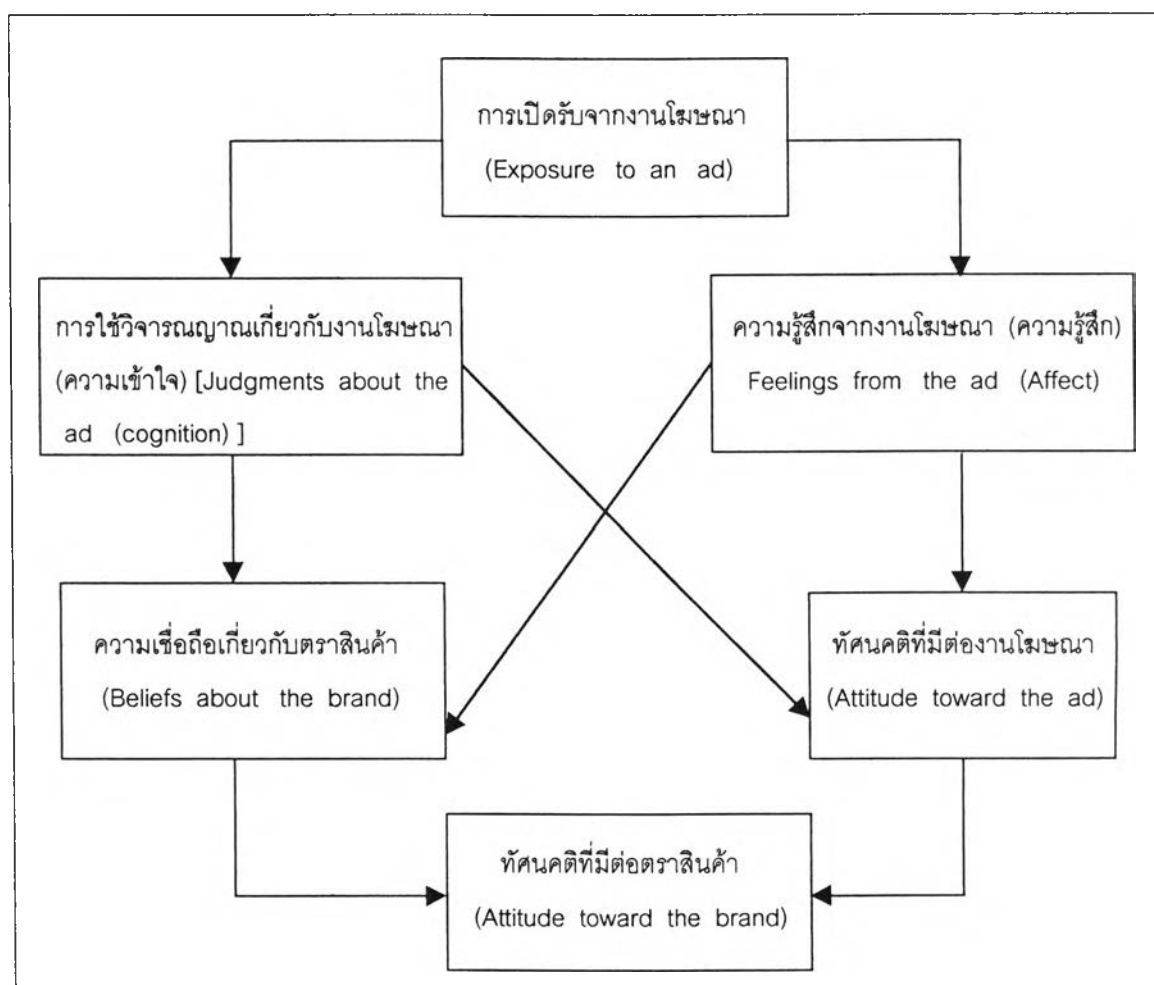 การเปิดรับจากงานโฆษณา
(Exposure to an ad)
การใช้วิจารณญาณเกี่ยวกับงานโฆษณา
(ความเข้าใจ) [Judgments about the
ad (cognition) ]
ความรู้สึกจากงานโฆษณา (ความรู้สึก)
Feelings from the ad (Affect)
ความเชื่อถือเกี่ยวกับตราสินค้า
(Beliefs about the brand)
ทัศนคติที่มีต่องานโฆษณา
(Attitude toward the ad)
ทัศนคติที่มีต่อตราสินค้า
(Attitude toward the brand)